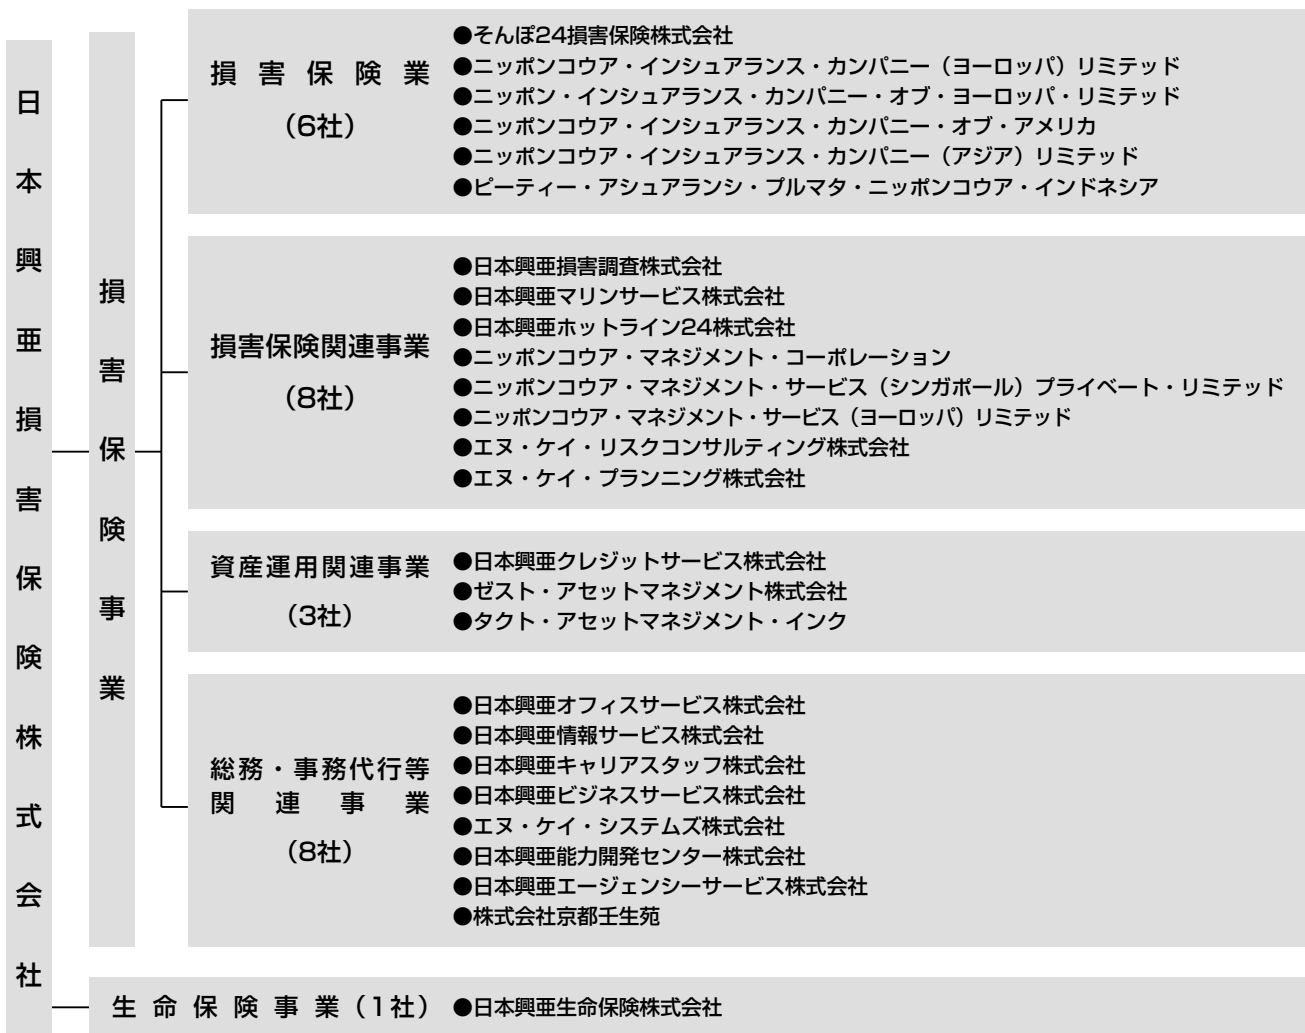 日本興亜損害保険株式会社
損害保険事業
損害保険業
（6社）
●そんぽ24損害保険株式会社
●ニッポンコウア・インシュアランス・カンパニー（ヨーロッパ）リミテッド
●ニッポン・インシュアランス・カンパニー・オブ・ヨーロッパ・リミテッド
●ニッポンコウア・インシュアランス・カンパニー・オブ・アメリカ
●ニッポンコウア・インシュアランス・カンパニー（アジア）リミテッド
●ピーティー・アシュアランシ・プルマタ・ニッポンコウア・インドネシア
損害保険関連事業
（8社）
●日本興亜損害調査株式会社
●日本興亜マリンサービス株式会社
●日本興亜ホットライン24株式会社
●ニッポンコウア・マネジメント・コーポレーション
●ニッポンコウア・マネジメント・サービス（シンガポール）プライベート・リミテッド
●ニッポンコウア・マネジメント・サービス（ヨーロッパ）リミテッド
●エヌ・ケイ・リスクコンサルティング株式会社
●エヌ・ケイ・プランニング株式会社
資産運用関連事業
（3社）
●日本興亜クレジットサービス株式会社
●ゼスト・アセットマネジメント株式会社
●タクト・アセットマネジメント・インク
総務・事務代行等
関連事業
（8社）
●日本興亜オフィスサービス株式会社
●日本興亜情報サービス株式会社
●日本興亜キャリアスタッフ株式会社
●日本興亜ビジネスサービス株式会社
●エヌ・ケイ・システムズ株式会社
●日本興亜能力開発センター株式会社
●日本興亜エージェンシーサービス株式会社
●株式会社京都壬生苑
生命保険事業（1社）
●日本興亜生命保険株式会社